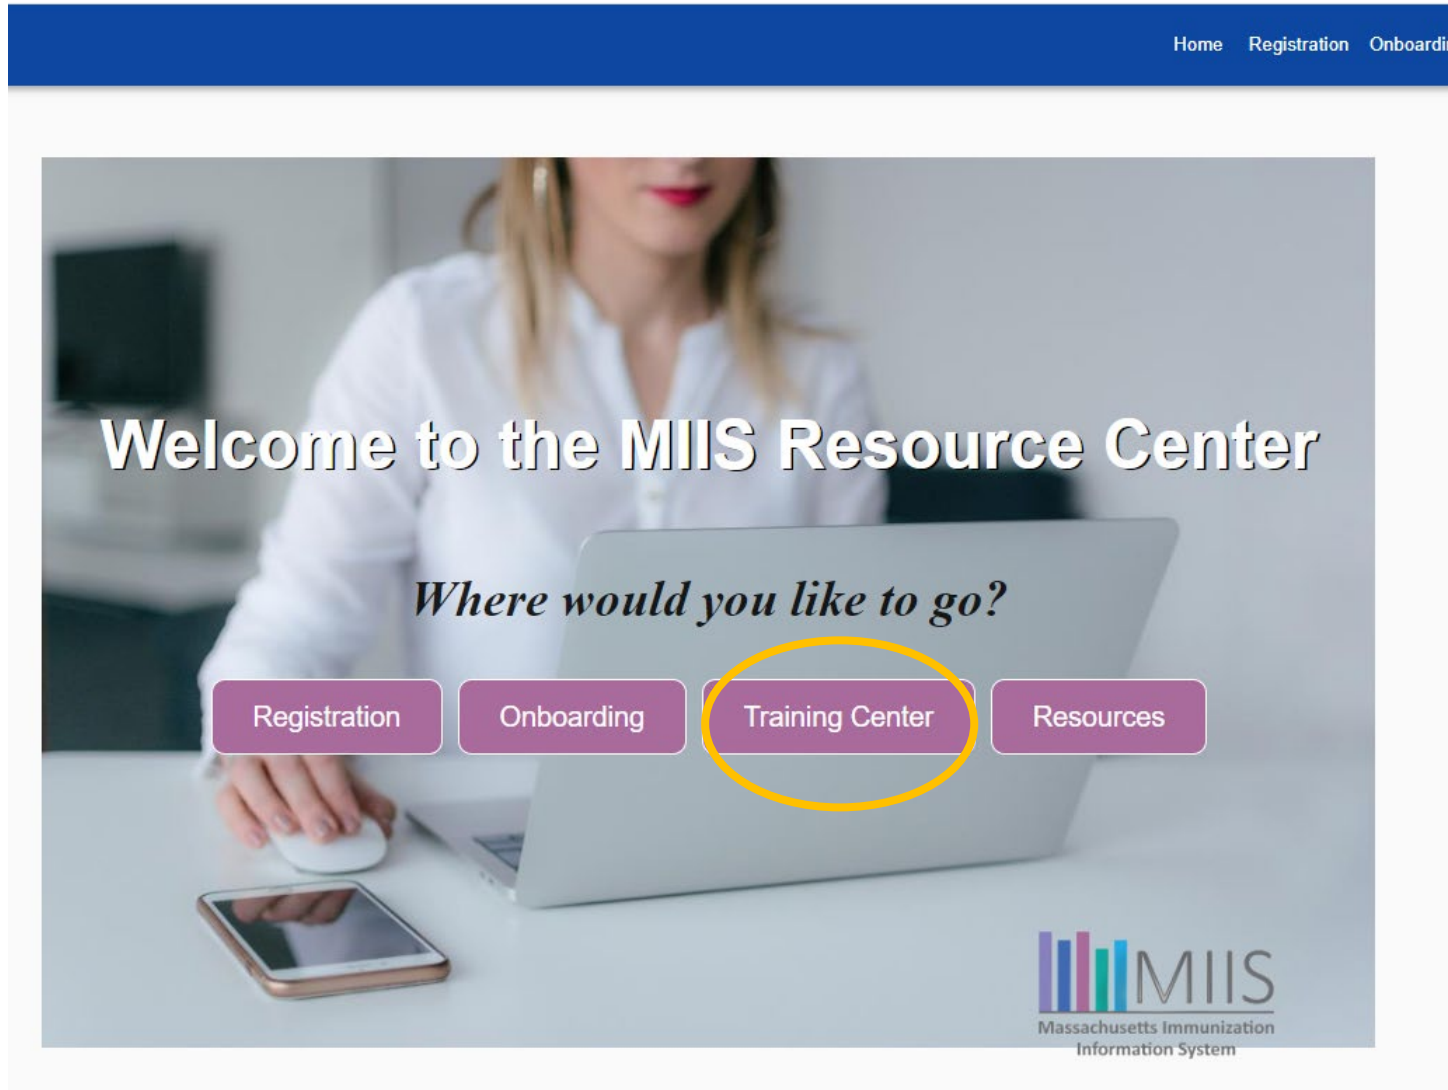 Home Registration
Welcome to the MIIS Resource Center
Where would you like to go?
Registration Onboarding Training Center Resources
MIIS
Massachusetts Immunization
Information System